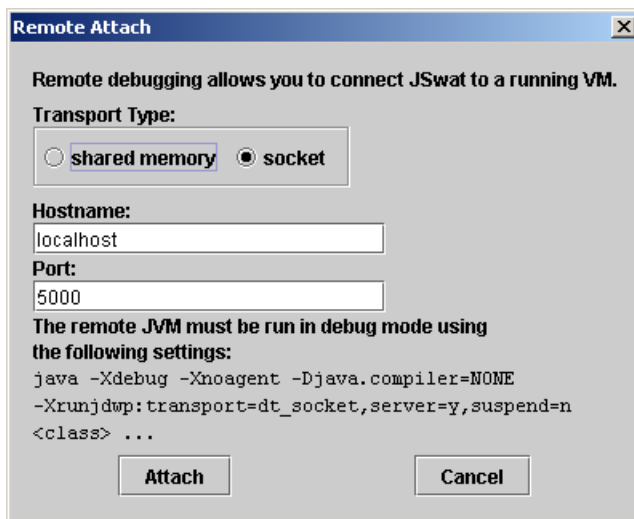 Remote Attach
Remote debugging allows you to connect JSwat to a running VM.
Transport Type:
shared memory socket
Hostname:
localhost
Port:
5000
The remote JVM must be run in debug mode using
the following settings:
java -Xdebug -Xnoagent -Djava.compiler=NONE
-Xrunjdwp:transport=dt_socket,server=y,suspend=n
<class> ...
Attach Cancel